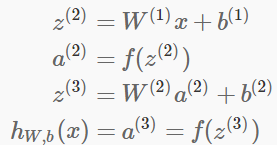 z⁽²⁾ = W⁽¹⁾x + b⁽¹⁾
a⁽²⁾ = f(z⁽²⁾)
z⁽³⁾ = W⁽²⁾a⁽²⁾ + b⁽²⁾
h_{W,b}(x) = a⁽³⁾ = f(z⁽³⁾)